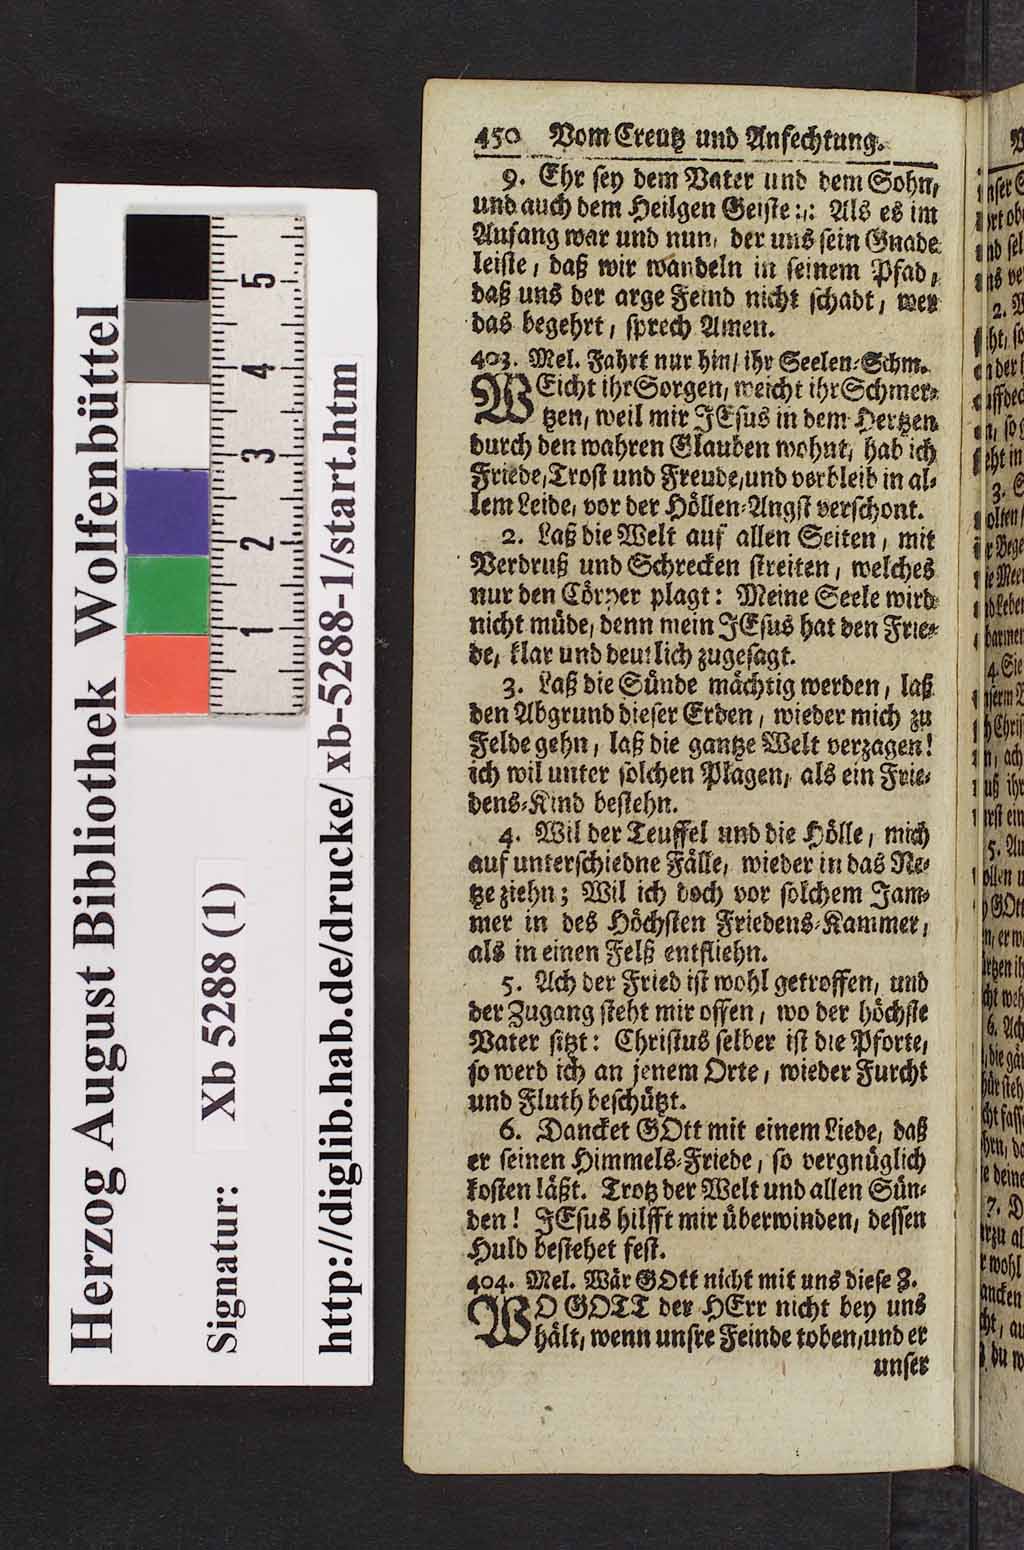 450 Vom Creutz und Anfechtung.
9. Ehr sey dem Vater und dem Sohn,
und auch dem Heilgen Geiste:,: Als es im
Anfang war und nun, der uns sein Gnade
leiste, daß wir wandeln in seinem Pfad,
daß uns der arge Feind nicht schadt, wer
das begehrt, sprech Amen.
403. Mel. Fahrt nur hin/ ihr Seelen-Schm.
WEicht ihr Sorgen, weicht ihr Schmer-
tzen, weil mir JEsus in dem Hertzen
durch den wahren Glauben wohnt, hab ich
Friede, Trost und Freude, und verbleib in al-
lem Leide, vor der Höllen-Angst verschont.
2. Laß die Welt auf allen Seiten, mit
Verdruß und Schrecken streiten, welches
nur den Cörper plagt: Meine Seele wird
nicht müde, denn mein JEsus hat den Frie-
de, klar und deutlich zugesagt.
3. Laß die Sünde mächtig werden, laß
den Abgrund dieser Erden, wieder mich zu
Felde gehn, laß die gantze Welt verzagen!
ich wil unter solchen Plagen, als ein Frie-
dens-Kind bestehn.
4. Wil der Teuffel und die Hölle, mich
auf unterschiedne Fälle, wieder in das Ne-
tze ziehn; Wil ich doch vor solchem Jam-
mer in des Höchsten Friedens-Kammer,
als in einen Felß entfliehn.
5. Ach der Fried ist wohl getroffen, und
der Zugang steht mir offen, wo der höchste
Vater sitzt: Christus selber ist die Pforte,
so werd ich an jenem Orte, wieder Furcht
und Fluth beschützt.
6. Dancket GOtt mit einem Liede, daß
er seinen Himmels-Friede, so vergnüglich
kosten läßt. Trotz der Welt und allen Sün-
den! JEsus hilfft mir überwinden, dessen
Huld bestehet fest.
404. Mel. Wär GOtt nicht mit uns diese Z.
WO GOTT der HErr nicht bey uns
hält, wenn unsre Feinde toben, und er
unser
Herzog August Bibliothek Wolfenbüttel
Signatur: Xb 5288 (1)
http://diglib.hab.de/drucke/ xb-5288-1/start.htm
5
4
3
2
1